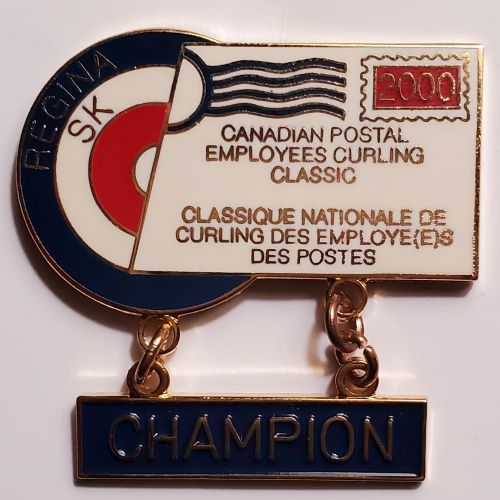 REGINA
SK
2000
CANADIAN POSTAL
EMPLOYEES CURLING
CLASSIC
CLASSIQUE NATIONALE DE
CURLING DES EMPLOYE(E)S
DES POSTES
CHAMPION